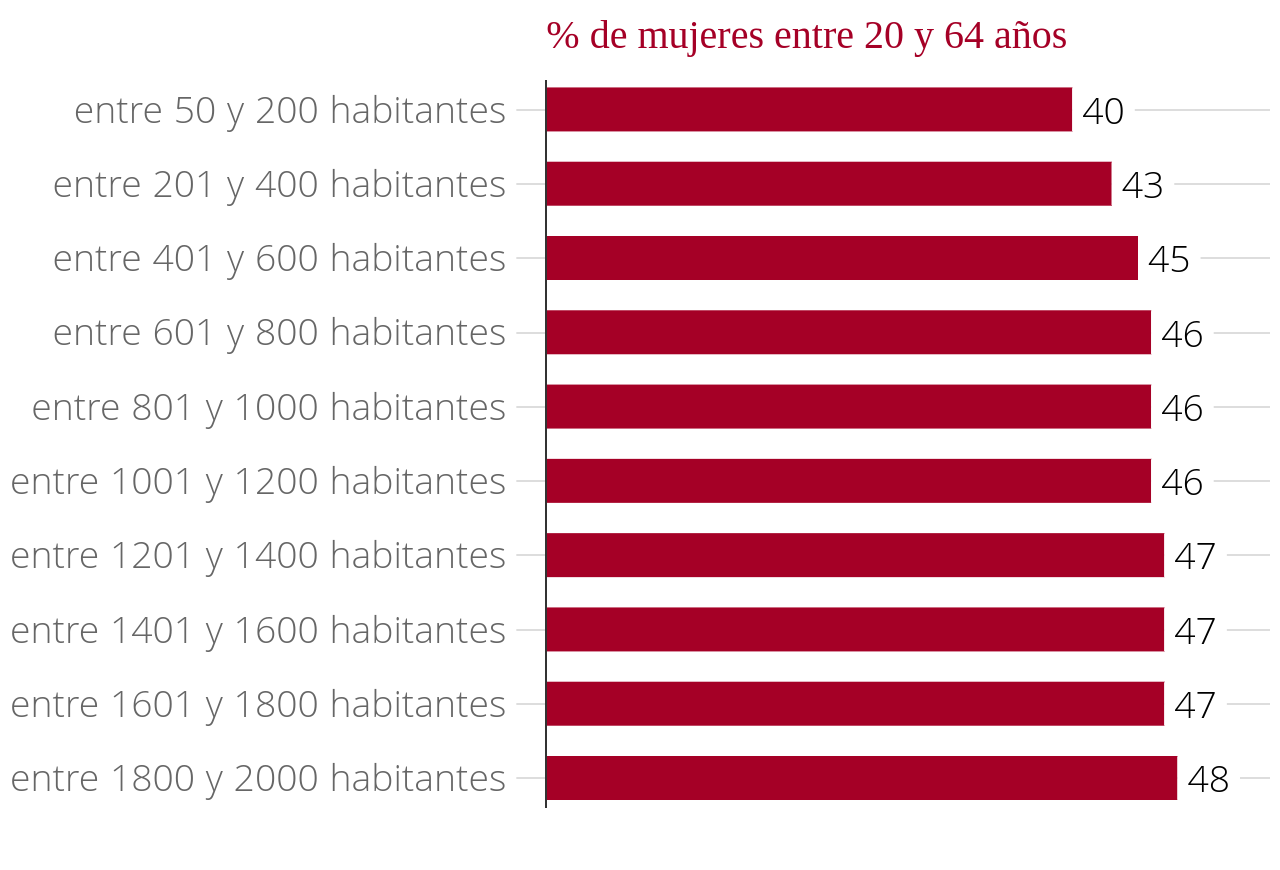 % de mujeres entre 20 y 64 años
entre 50 y 200 habitantes 40
entre 201 y 400 habitantes 43
entre 401 y 600 habitantes 45
entre 601 y 800 habitantes 46
entre 801 y 1000 habitantes 46
entre 1001 y 1200 habitantes 46
entre 1201 y 1400 habitantes 47
entre 1401 y 1600 habitantes 47
entre 1601 y 1800 habitantes 47
entre 1800 y 2000 habitantes 48